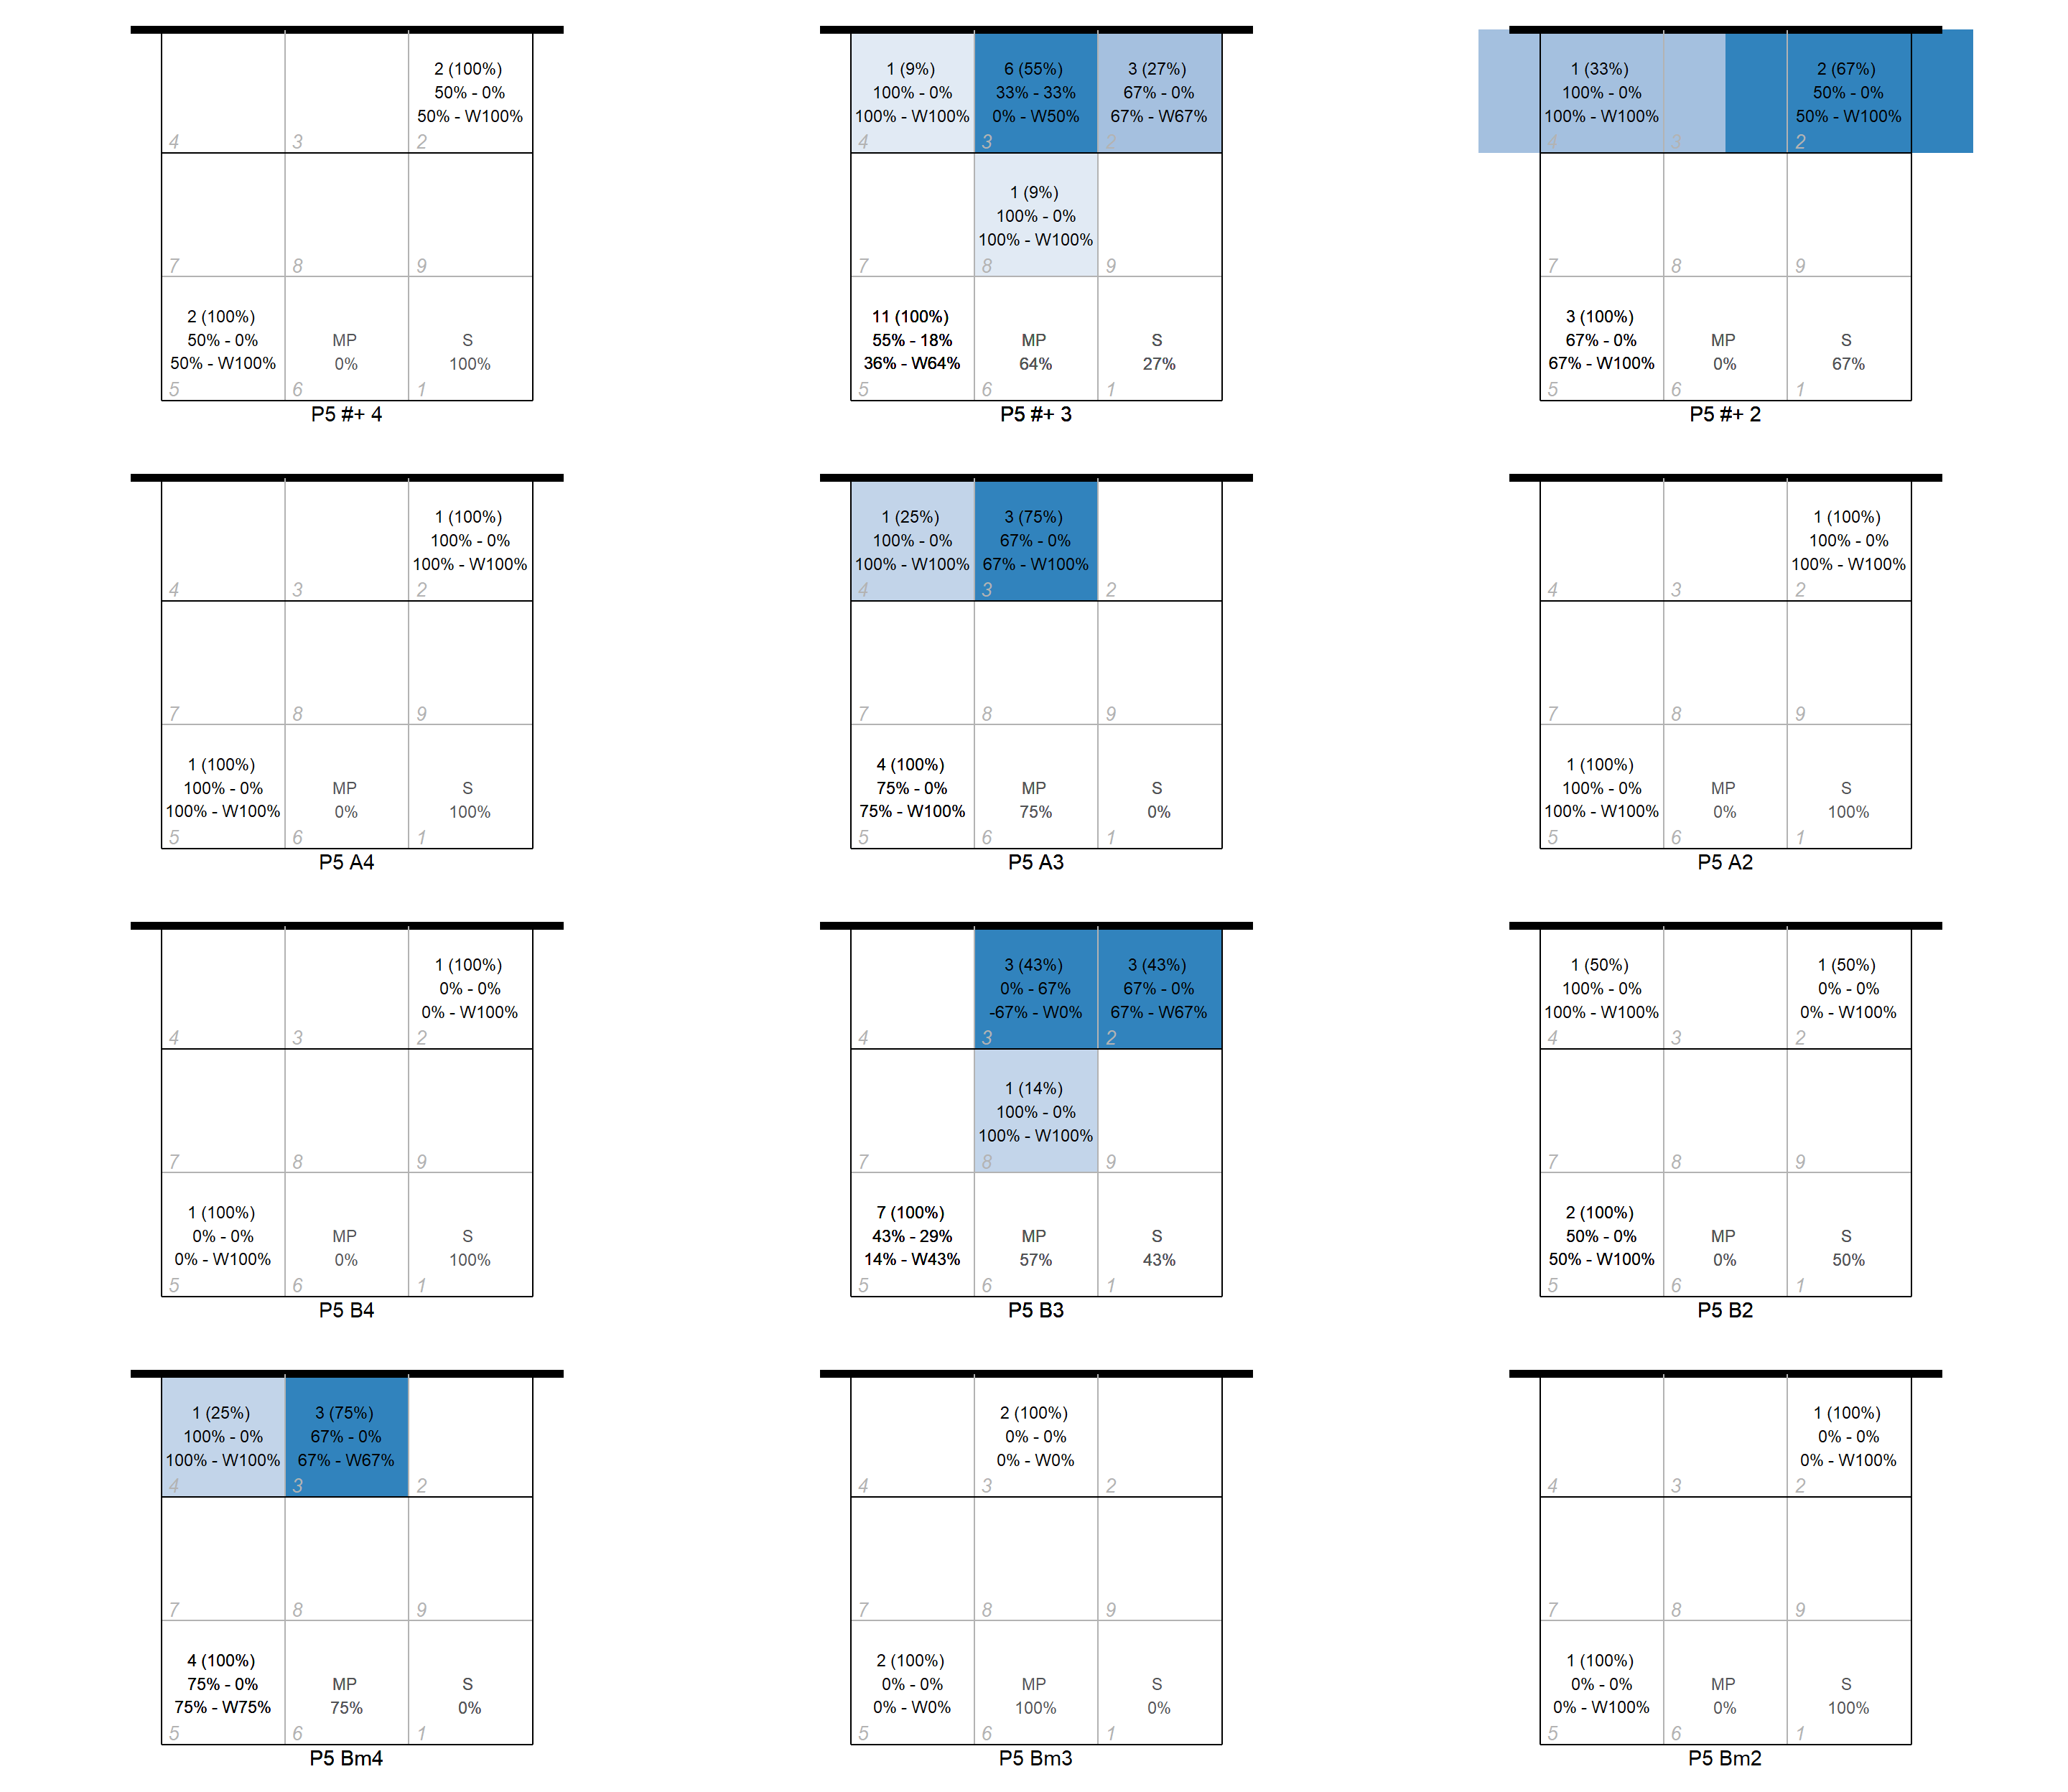 2 (100%)
50% - 0%
50% - W100%
4 3 2
7 8 9
2 (100%)
50% - 0%
50% - W100%
MP
0%
S
100%
5 6 1
P5 #+ 4
1 (9%)
100% - 0%
100% - W100%
6 (55%)
33% - 33%
0% - W50%
3 (27%)
67% - 0%
67% - W67%
4 3 2
1 (9%)
100% - 0%
100% - W100%
7 8 9
11 (100%)
55% - 18%
36% - W64%
MP
64%
S
27%
5 6 1
P5 #+ 3
1 (33%)
100% - 0%
100% - W100%
2 (67%)
50% - 0%
50% - W100%
4 3 2
7 8 9
3 (100%)
67% - 0%
67% - W100%
MP
0%
S
67%
5 6 1
P5 #+ 2
1 (100%)
100% - 0%
100% - W100%
4 3 2
7 8 9
1 (100%)
100% - 0%
100% - W100%
MP
0%
S
100%
5 6 1
P5 A4
1 (25%)
100% - 0%
100% - W100%
3 (75%)
67% - 0%
67% - W100%
4 3 2
7 8 9
4 (100%)
75% - 0%
75% - W100%
MP
75%
S
0%
5 6 1
P5 A3
1 (100%)
100% - 0%
100% - W100%
4 3 2
7 8 9
1 (100%)
100% - 0%
100% - W100%
MP
0%
S
100%
5 6 1
P5 A2
1 (100%)
0% - 0%
0% - W100%
4 3 2
7 8 9
1 (100%)
0% - 0%
0% - W100%
MP
0%
S
100%
5 6 1
P5 B4
3 (43%)
0% - 67%
-67% - W0%
3 (43%)
67% - 0%
67% - W67%
4 3 2
1 (14%)
100% - 0%
100% - W100%
7 8 9
7 (100%)
43% - 29%
14% - W43%
MP
57%
S
43%
5 6 1
P5 B3
1 (50%)
100% - 0%
100% - W100%
1 (50%)
0% - 0%
0% - W100%
4 3 2
7 8 9
2 (100%)
50% - 0%
50% - W100%
MP
0%
S
50%
5 6 1
P5 B2
1 (25%)
100% - 0%
100% - W100%
3 (75%)
67% - 0%
67% - W67%
4 3 2
7 8 9
4 (100%)
75% - 0%
75% - W75%
MP
75%
S
0%
5 6 1
P5 Bm4
2 (100%)
0% - 0%
0% - W0%
4 3 2
7 8 9
2 (100%)
0% - 0%
0% - W0%
MP
100%
S
0%
5 6 1
P5 Bm3
1 (100%)
0% - 0%
0% - W100%
4 3 2
7 8 9
1 (100%)
0% - 0%
0% - W100%
MP
0%
S
100%
5 6 1
P5 Bm2